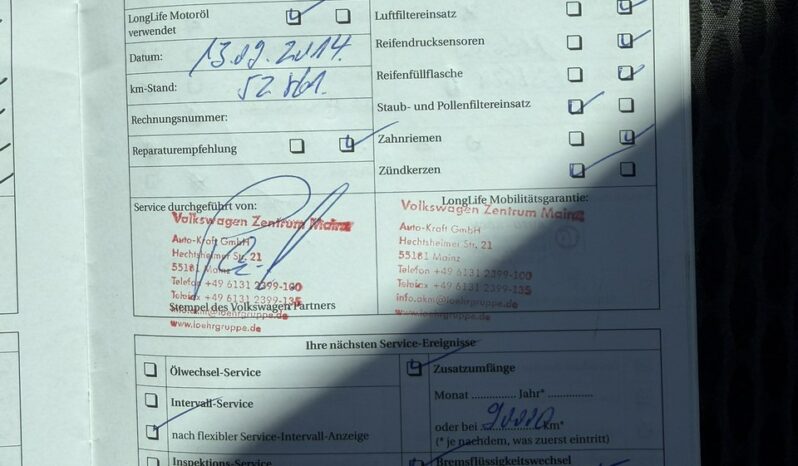 LongLife Motoröl
verwendet
Datum: 13.09.2014
km-Stand:
Rechnungsnummer:
Reparaturempfehlung
Luftfiltereinsatz
Reifendrucksensoren
Reifenfüllflasche
Staub- und Pollenfiltereinsatz
Zahnriemen
Zündkerzen
Service durchgeführt von:
Volkswagen Zentrum Mainz
Auto-Kraft GmbH
Hechtsheimer Str. 21
55131 Mainz
Telefon +49 6131 2399-100
Telefax +49 6131 2399-135
Stempel des Volkswagen Partners
info.akm@loehrgruppe.de
www.loehrgruppe.de
LongLife Mobilitätsgarantie:
Volkswagen Zentrum Mainz
Auto-Kraft GmbH
Hechtsheimer Str. 21
55131 Mainz
Telefon +49 6131 2399-100
Telefax +49 6131 2399-135
info.akm@loehrgruppe.de
www.loehrgruppe.de
Ihre nächsten Service-Ereignisse
Ölwechsel-Service
Intervall-Service
nach flexibler Service-Intervall-Anzeige
Inspektions-Service
Zusatzumfänge
Monat ............. Jahr* .............
oder bei 90000 km*
(* je nachdem, was zuerst eintritt)
Bremsflüssigkeitswechsel